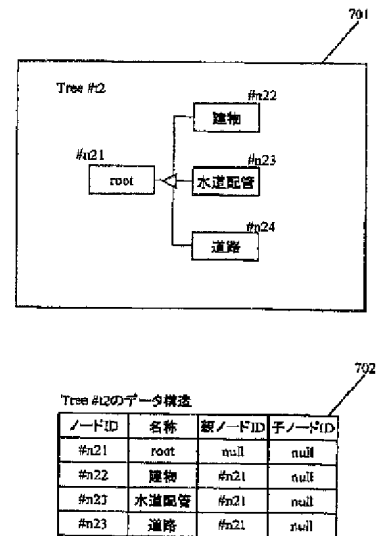 701
Tree #t2
#n22
建物
#n21
root
#n23
水道配管
#n24
道路
702
Tree #t2のデータ構造
ノードID 名称 親ノードID 子ノードID
#n21 root null null
#n22 建物 #n21 null
#n23 水道配管 #n21 null
#n23 道路 #n21 null